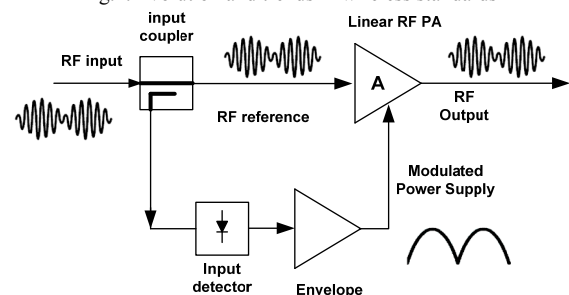 input
coupler
Linear RF PA
RF input
A
RF reference
RF
Output
Modulated
Power Supply
Input
detector
Envelope